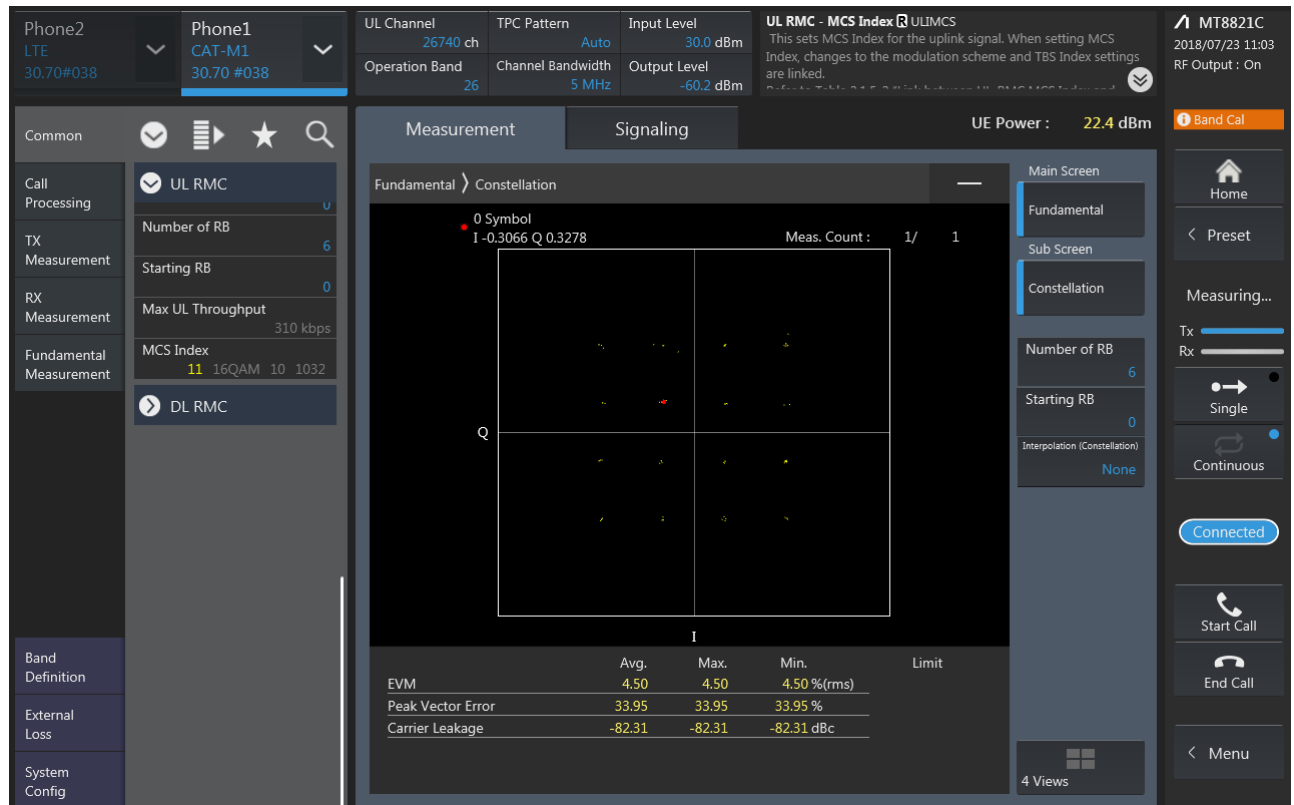 Phone2
LTE
30.70#038
Phone1
CAT-M1
30.70 #038
UL Channel
26740 ch
Operation Band
26
TPC Pattern
Auto
Channel Bandwidth
5 MHz
Input Level
30.0 dBm
Output Level
-60.2 dBm
UL RMC - MCS Index R ULIMCS
This sets MCS Index for the uplink signal. When setting MCS
Index, changes to the modulation scheme and TBS Index settings
are linked.
MT8821C
2018/07/23 11:03
RF Output : On
Common
Call
Processing
TX
Measurement
RX
Measurement
Fundamental
Measurement
Band
Definition
External
Loss
System
Config
UL RMC
0
Number of RB
6
Starting RB
0
Max UL Throughput
310 kbps
MCS Index
11 16QAM 10 1032
DL RMC
Measurement
Signaling
UE Power : 22.4 dBm
Fundamental 〉 Constellation
0 Symbol
I -0.3066 Q 0.3278
Meas. Count : 1/ 1
Q
I
Avg. Max. Min. Limit
EVM 4.50 4.50 4.50 %(rms)
Peak Vector Error 33.95 33.95 33.95 %
Carrier Leakage -82.31 -82.31 -82.31 dBc
Main Screen
Fundamental
Sub Screen
Constellation
Number of RB
6
Starting RB
0
Interpolation (Constellation)
None
4 Views
Band Cal
Home
< Preset
Measuring...
Tx
Rx
Single
Continuous
Connected
Start Call
End Call
< Menu